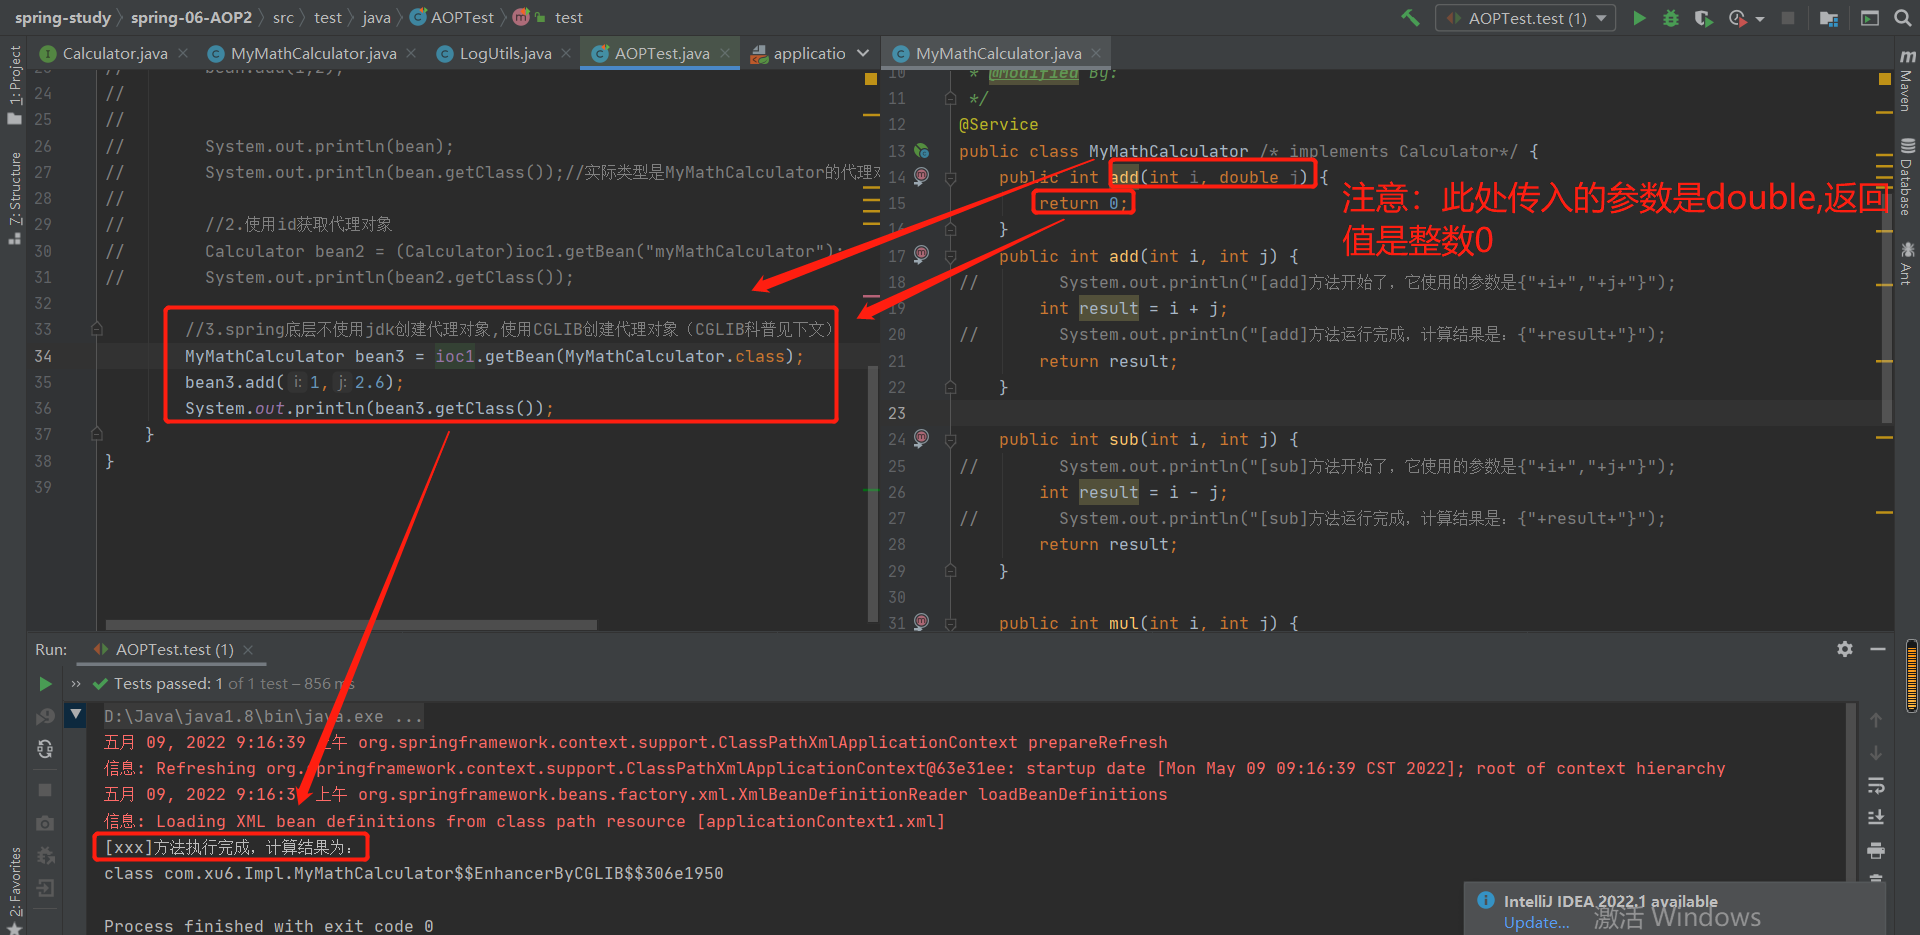 spring-study
spring-06-AOP2
src
test
java
AOPTest
test
AOPTest.test (1)
Calculator.java
MyMathCalculator.java
LogUtils.java
AOPTest.java
applicatio
MyMathCalculator.java
1: Project
7: Structure
2: Favorites
Maven
Database
Ant
// bean.add(1,2);
24 //
25 //
26 // System.out.println(bean);
27 // System.out.println(bean.getClass());//实际类型是MyMathCalculator的代理对
28 //
29 // //2.使用id获取代理对象
30 // Calculator bean2 = (Calculator)ioc1.getBean("myMathCalculator");
31 // System.out.println(bean2.getClass());
32
33 //3.spring底层不使用jdk创建代理对象,使用CGLIB创建代理对象（CGLIB科普见下文）
34 MyMathCalculator bean3 = ioc1.getBean(MyMathCalculator.class);
35 bean3.add( i: 1, j: 2.6);
36 System.out.println(bean3.getClass());
37 }
38 }
39
10 * @Modified By:
11 */
12 @Service
13 public class MyMathCalculator /* implements Calculator*/ {
14 public int add(int i, double j) {
15 return 0;
16 }
17 public int add(int i, int j) {
18 // System.out.println("[add]方法开始了，它使用的参数是{"+i+","+j+"}");
19 int result = i + j;
20 // System.out.println("[add]方法运行完成，计算结果是：{"+result+"}");
21 return result;
22 }
23
24 public int sub(int i, int j) {
25 // System.out.println("[sub]方法开始了，它使用的参数是{"+i+","+j+"}");
26 int result = i - j;
27 // System.out.println("[sub]方法运行完成，计算结果是：{"+result+"}");
28 return result;
29 }
30
31 public int mul(int i, int j) {
注意：此处传入的参数是double,返回
值是整数0
Run: AOPTest.test (1)
Tests passed: 1 of 1 test – 856 ms
D:\Java\java1.8\bin\java.exe ...
五月 09, 2022 9:16:39 上午 org.springframework.context.support.ClassPathXmlApplicationContext prepareRefresh
信息: Refreshing org.springframework.context.support.ClassPathXmlApplicationContext@63e31ee: startup date [Mon May 09 09:16:39 CST 2022]; root of context hierarchy
五月 09, 2022 9:16:39 上午 org.springframework.beans.factory.xml.XmlBeanDefinitionReader loadBeanDefinitions
信息: Loading XML bean definitions from class path resource [applicationContext1.xml]
[xxx]方法执行完成，计算结果为：
class com.xu6.Impl.MyMathCalculator$$EnhancerByCGLIB$$306e1950
Process finished with exit code 0
IntelliJ IDEA 2022.1 available
Update...
激活 Windows